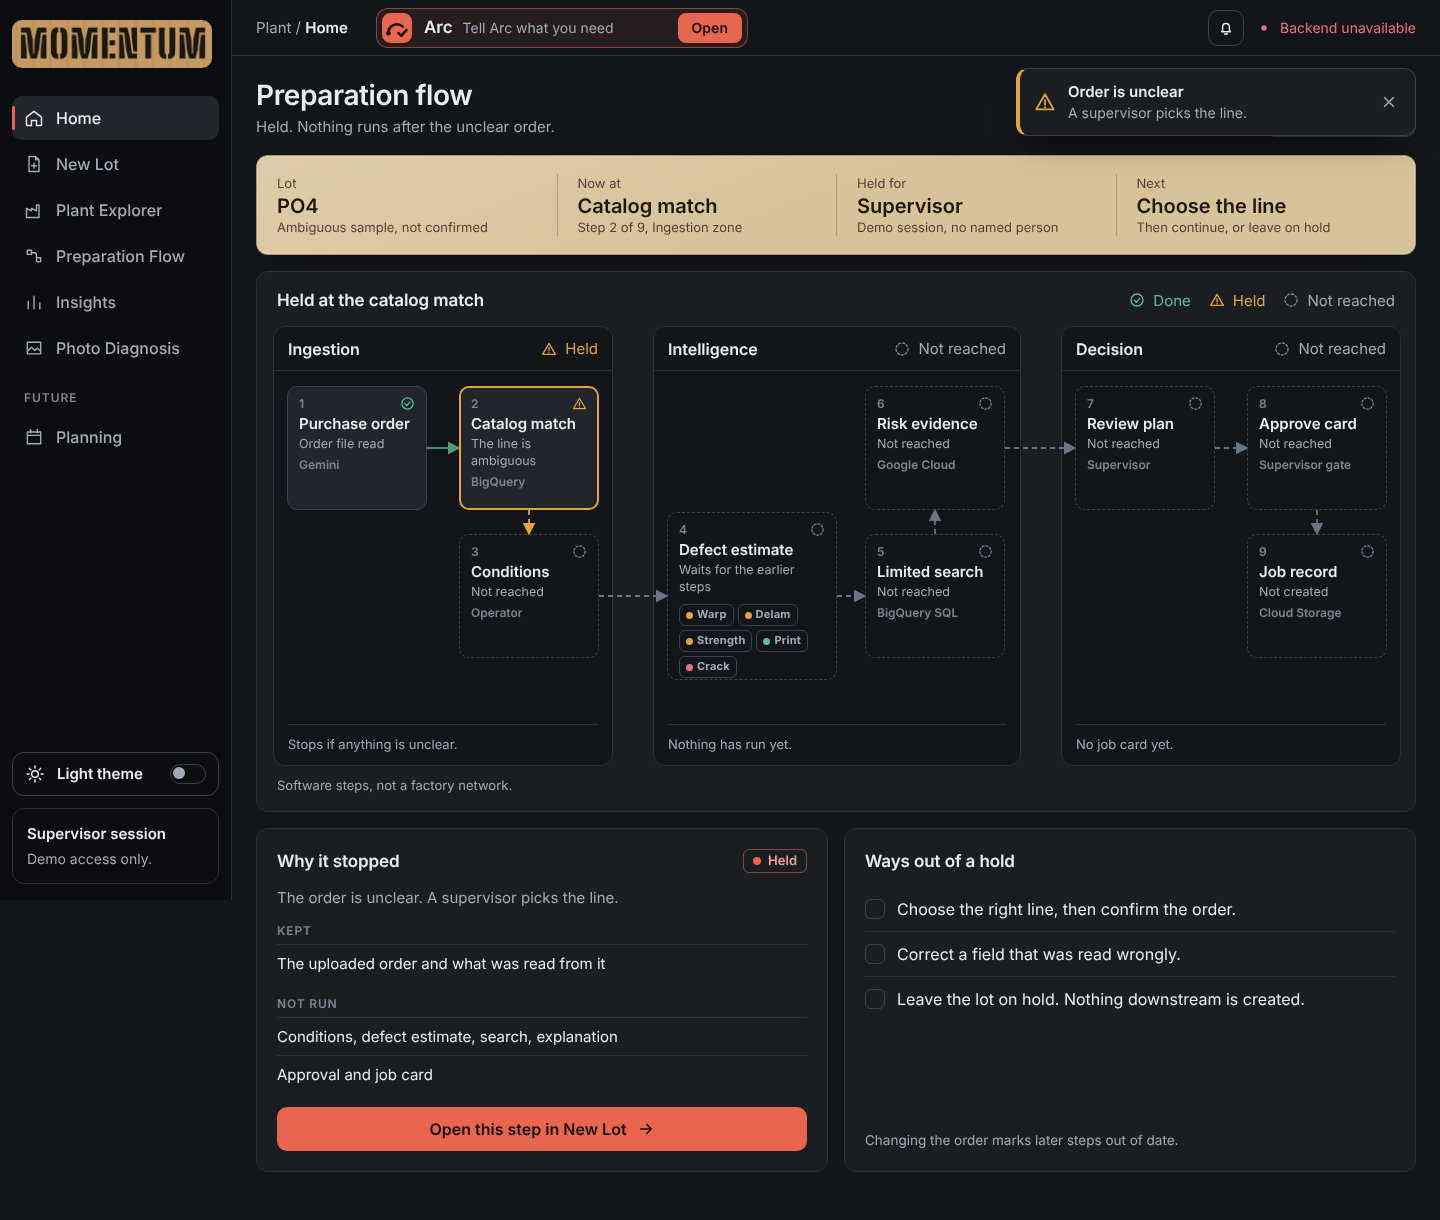 MOMENTUM
Home
New Lot
Plant Explorer
Preparation Flow
Insights
Photo Diagnosis
FUTURE
Planning
Light theme
Supervisor session
Demo access only.
Plant / Home
Arc Tell Arc what you need Open
Backend unavailable
Preparation flow
Held. Nothing runs after the unclear order.
Order is unclear
A supervisor picks the line.
Lot
PO4
Ambiguous sample, not confirmed
Now at
Catalog match
Step 2 of 9, Ingestion zone
Held for
Supervisor
Demo session, no named person
Next
Choose the line
Then continue, or leave on hold
Held at the catalog match
Done Held Not reached
Ingestion Held
1
Purchase order
Order file read
Gemini
2
Catalog match
The line is
ambiguous
BigQuery
3
Conditions
Not reached
Operator
Stops if anything is unclear.
Intelligence Not reached
4
Defect estimate
Waits for the earlier
steps
Warp Delam
Strength Print
Crack
5
Limited search
Not reached
BigQuery SQL
6
Risk evidence
Not reached
Google Cloud
Nothing has run yet.
Decision Not reached
7
Review plan
Not reached
Supervisor
8
Approve card
Not reached
Supervisor gate
9
Job record
Not created
Cloud Storage
No job card yet.
Software steps, not a factory network.
Why it stopped Held
The order is unclear. A supervisor picks the line.
KEPT
The uploaded order and what was read from it
NOT RUN
Conditions, defect estimate, search, explanation
Approval and job card
Open this step in New Lot →
Ways out of a hold
Choose the right line, then confirm the order.
Correct a field that was read wrongly.
Leave the lot on hold. Nothing downstream is created.
Changing the order marks later steps out of date.